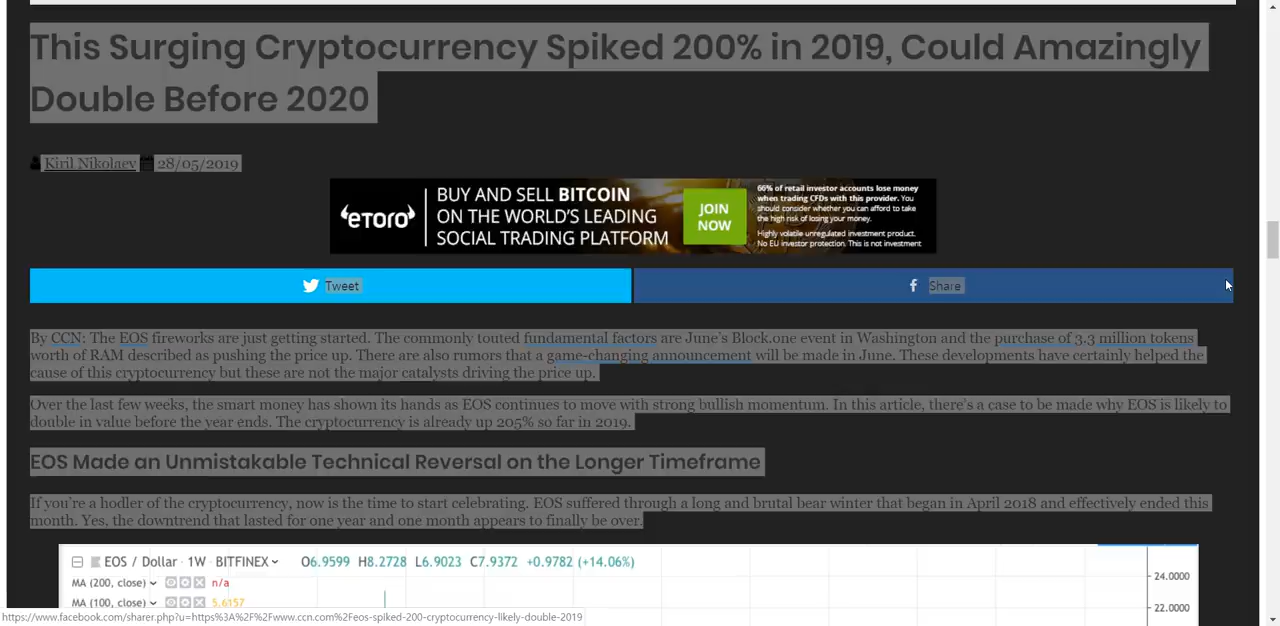 This Surging Cryptocurrency Spiked 200% in 2019, Could Amazingly
Double Before 2020
Kiril Nikolaev 28/05/2019
eToro
BUY AND SELL BITCOIN
ON THE WORLD'S LEADING
SOCIAL TRADING PLATFORM
JOIN
NOW
66% of retail investor accounts lose money
when trading CFDs with this provider. You
should consider whether you can afford to take
the high risk of losing your money.
Highly volatile unregulated investment product.
No EU investor protection. This is not investment
Tweet
Share
By CCN: The EOS fireworks are just getting started. The commonly touted fundamental factors are June's Block.one event in Washington and the purchase of 3.3 million tokens
worth of RAM described as pushing the price up. There are also rumors that a game-changing announcement will be made in June. These developments have certainly helped the
cause of this cryptocurrency but these are not the major catalysts driving the price up.
Over the last few weeks, the smart money has shown its hands as EOS continues to move with strong bullish momentum. In this article, there's a case to be made why EOS is likely to
double in value before the year ends. The cryptocurrency is already up 205% so far in 2019.
EOS Made an Unmistakable Technical Reversal on the Longer Timeframe
If you're a hodler of the cryptocurrency, now is the time to start celebrating. EOS suffered through a long and brutal bear winter that began in April 2018 and effectively ended this
month. Yes, the downtrend that lasted for one year and one month appears to finally be over.
EOS / Dollar · 1W · BITFINEX O6.9599 H8.2728 L6.9023 C7.9372 +0.9782 (+14.06%)
MA (200, close) n/a
24.0000
MA (100, close) 5.6157
22.0000
https://www.facebook.com/sharer.php?u=https%3A%2F%2Fwww.ccn.com%2Feos-spiked-200-cryptocurrency-likely-double-2019